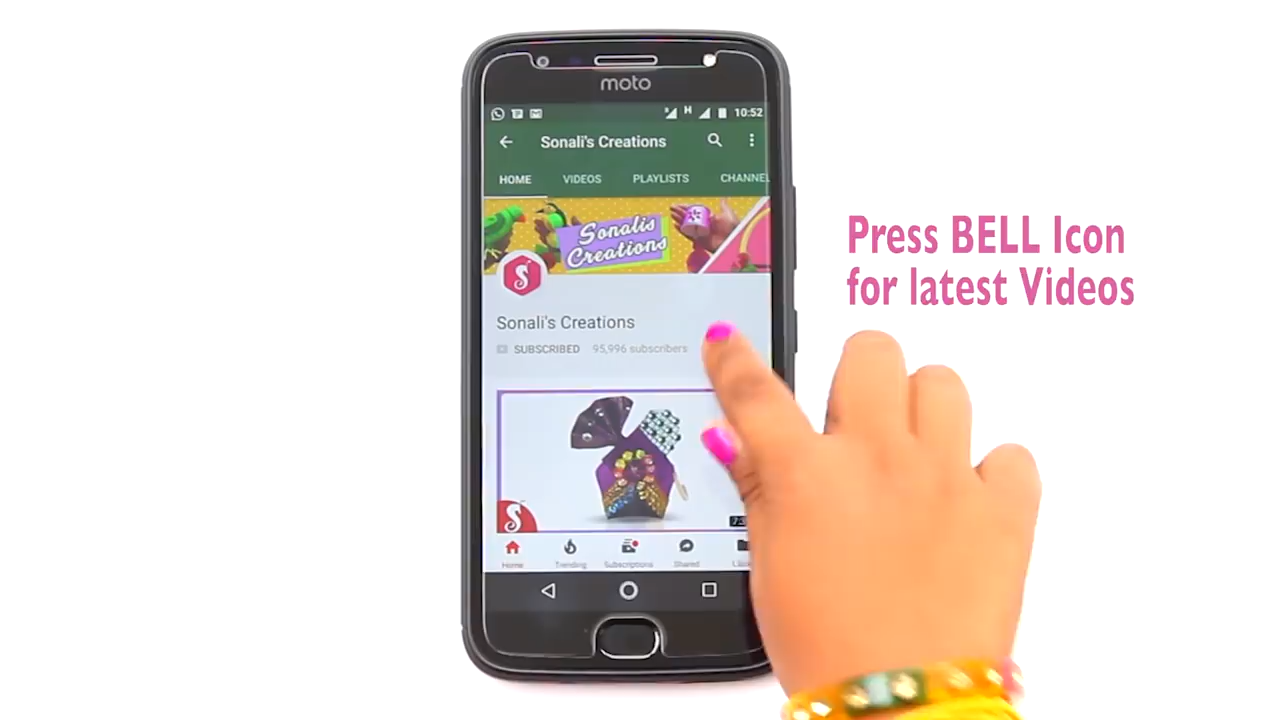 moto
H 10:52
Sonali's Creations
HOME VIDEOS PLAYLISTS CHANNEL
Sonalis
Creations
S
Sonali's Creations
SUBSCRIBED 95,996 subscribers
S
Home Trending Subscriptions Shared
Press BELL Icon
for latest Videos